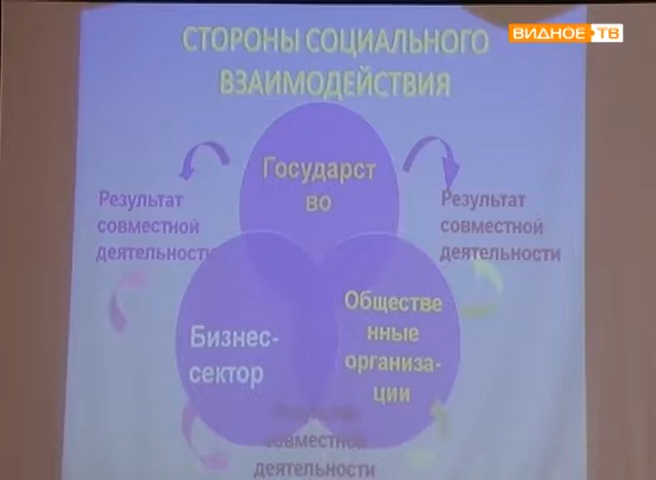 ВИДНОЕ ТВ
СТОРОНЫ СОЦИАЛЬНОГО
ВЗАИМОДЕЙСТВИЯ
Государст
во
Результат
совместной
деятельности
Результат
совместной
деятельности
Бизнес-
сектор
Обществе
нные
организа-
ции
Результат
совместной
деятельности